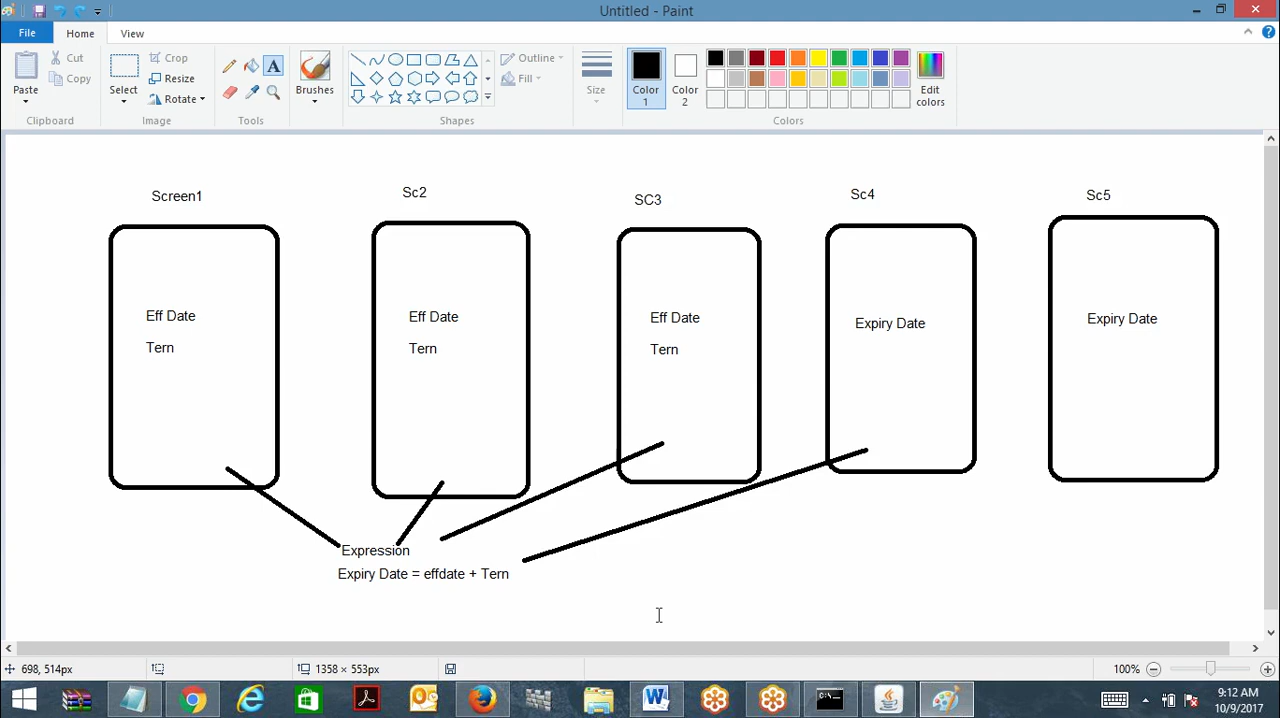 Untitled - Paint
File
Home
View
Paste
Cut
Copy
Clipboard
Select
Crop
Resize
Rotate
Image
A
Tools
Brushes
Shapes
Outline
Fill
Size
Color 1
Color 2
Edit colors
Colors
Screen1
Sc2
SC3
Sc4
Sc5
Eff Date
Tern
Eff Date
Tern
Eff Date
Tern
Expiry Date
Expiry Date
Expression
Expiry Date = effdate + Tern
698, 514px
1358 × 553px
100%
9:12 AM
10/9/2017